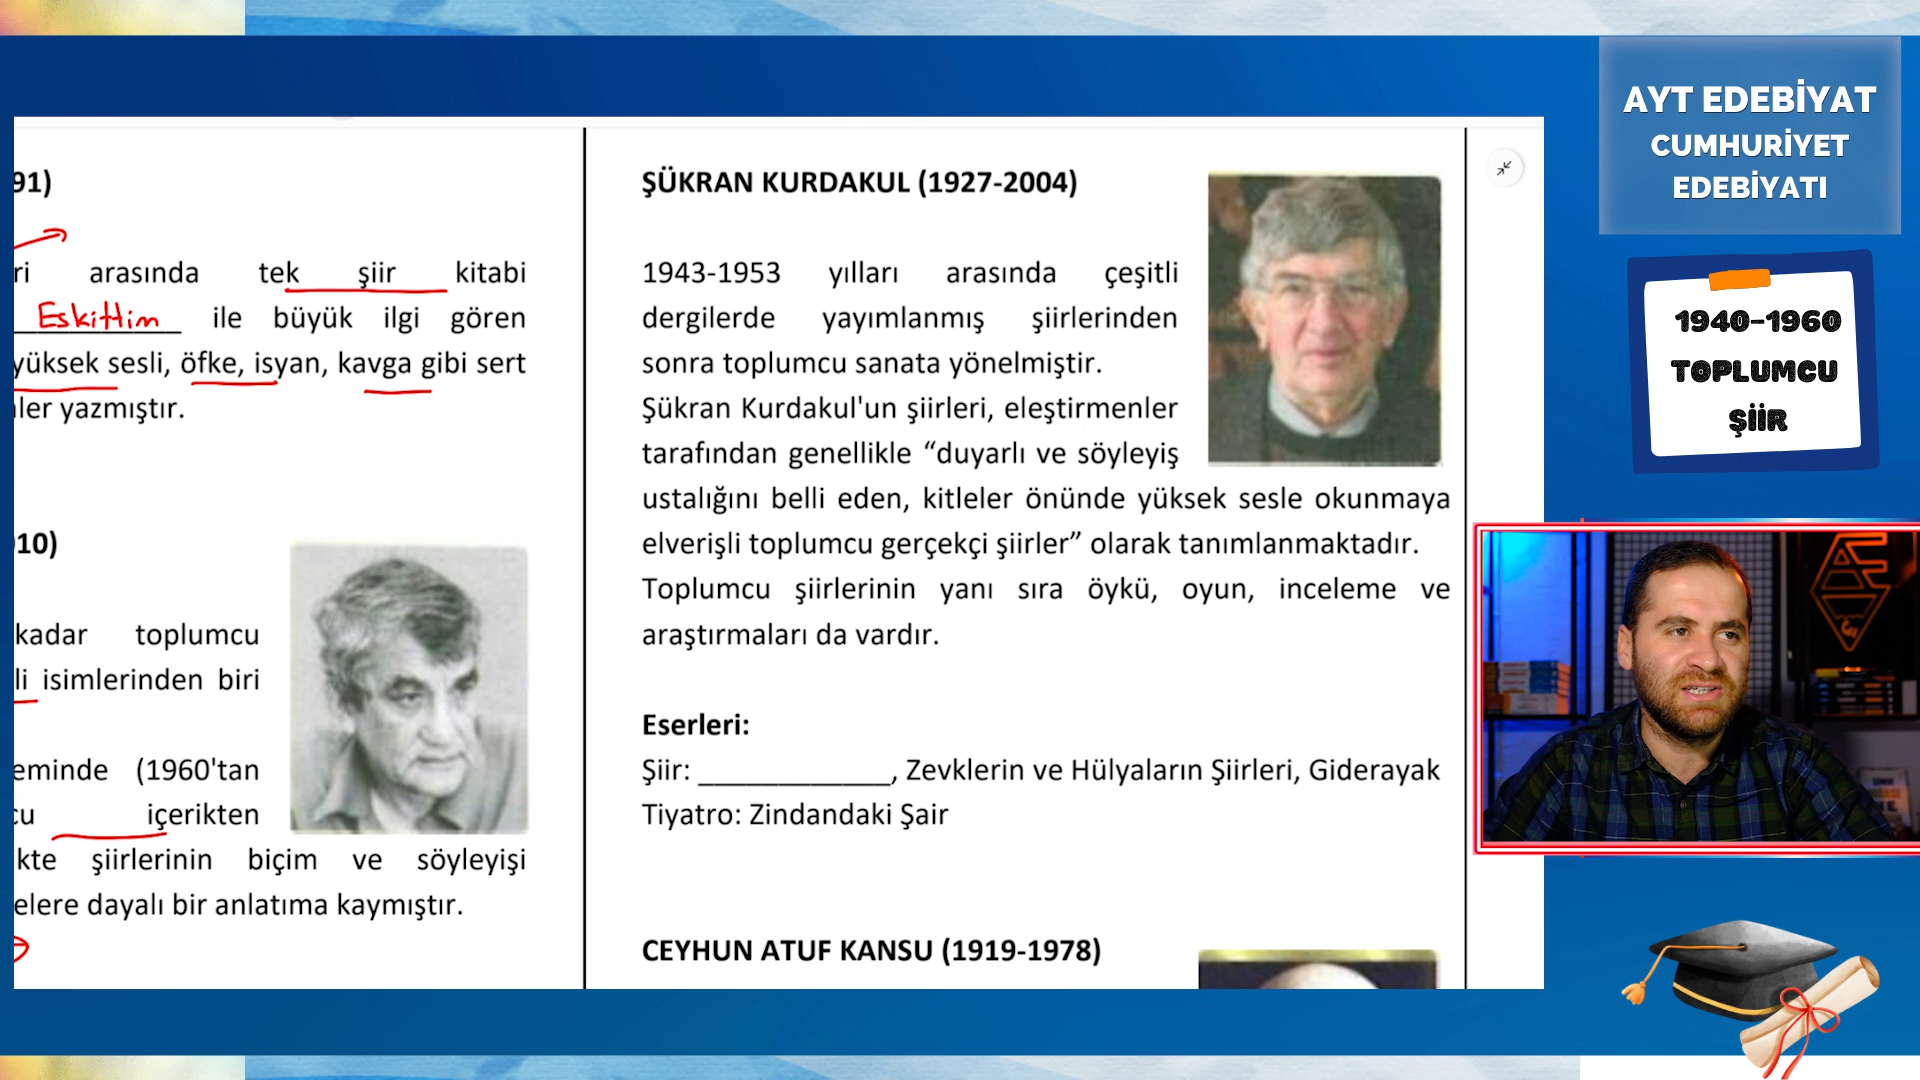 91)
ri arasında tek şiir kitabi
Eskittim ile büyük ilgi gören
yüksek sesli, öfke, isyan, kavga gibi sert
ler yazmıştır.
10)
kadar toplumcu
li isimlerinden biri
eminde (1960'tan
cu içerikten
kte şiirlerinin biçim ve söyleyişi
elere dayalı bir anlatıma kaymıştır.
ŞÜKRAN KURDAKUL (1927-2004)
1943-1953 yılları arasında çeşitli
dergilerde yayımlanmış şiirlerinden
sonra toplumcu sanata yönelmiştir.
Şükran Kurdakul'un şiirleri, eleştirmenler
tarafından genellikle “duyarlı ve söyleyiş
ustalığını belli eden, kitleler önünde yüksek sesle okunmaya
elverişli toplumcu gerçekçi şiirler” olarak tanımlanmaktadır.
Toplumcu şiirlerinin yanı sıra öykü, oyun, inceleme ve
araştırmaları da vardır.
Eserleri:
Şiir: _____________, Zevklerin ve Hülyaların Şiirleri, Giderayak
Tiyatro: Zindandaki Şair
CEYHUN ATUF KANSU (1919-1978)
AYT EDEBİYAT
CUMHURİYET
EDEBİYATI
1940-1960
TOPLUMCU
ŞİİR